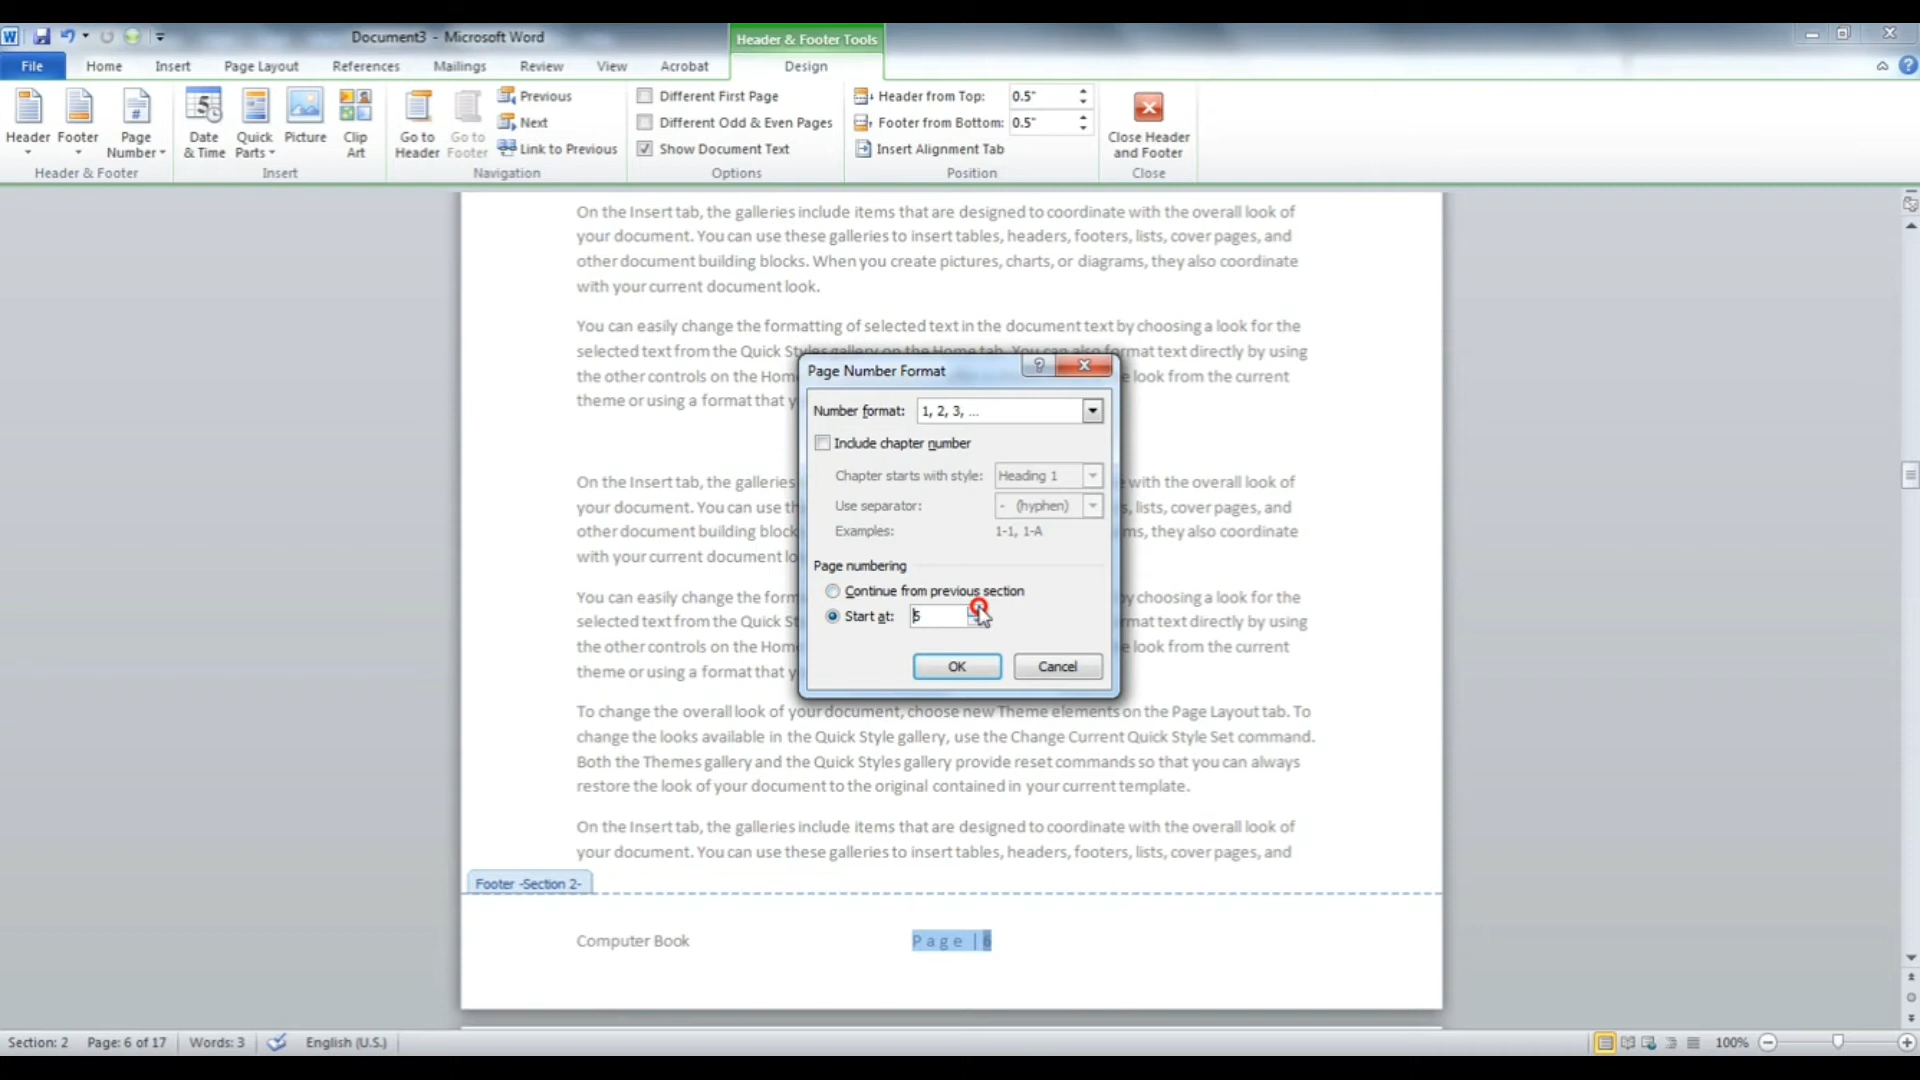 Document3 - Microsoft Word
Header & Footer Tools
File Home Insert Page Layout References Mailings Review View Acrobat Design
Header
Footer
Page
Number
Header & Footer
Date
& Time
Quick
Parts
Picture
Clip
Art
Insert
Go to
Header
Go to
Footer
Previous
Next
Link to Previous
Navigation
Different First Page
Different Odd & Even Pages
Show Document Text
Options
Header from Top: 0.5"
Footer from Bottom: 0.5"
Insert Alignment Tab
Position
Close Header
and Footer
Close
On the Insert tab, the galleries include items that are designed to coordinate with the overall look of
your document. You can use these galleries to insert tables, headers, footers, lists, cover pages, and
other document building blocks. When you create pictures, charts, or diagrams, they also coordinate
with your current document look.
You can easily change the formatting of selected text in the document text by choosing a look for the
selected text from the Quick Styles gallery on the Home tab. You can also format text directly by using
the other controls on the Hom e look from the current
theme or using a format that y
On the Insert tab, the galleries with the overall look of
your document. You can use th s, lists, cover pages, and
other document building block ms, they also coordinate
with your current document lo
You can easily change the form by choosing a look for the
selected text from the Quick St mat text directly by using
the other controls on the Hom e look from the current
theme or using a format that y
To change the overall look of your document, choose new Theme elements on the Page Layout tab. To
change the looks available in the Quick Style gallery, use the Change Current Quick Style Set command.
Both the Themes gallery and the Quick Styles gallery provide reset commands so that you can always
restore the look of your document to the original contained in your current template.
On the Insert tab, the galleries include items that are designed to coordinate with the overall look of
your document. You can use these galleries to insert tables, headers, footers, lists, cover pages, and
Page Number Format
Number format: 1, 2, 3, ...
Include chapter number
Chapter starts with style: Heading 1
Use separator: - (hyphen)
Examples: 1-1, 1-A
Page numbering
Continue from previous section
Start at: 5
OK Cancel
Footer -Section 2-
Computer Book P a g e | 6
Section: 2 Page: 6 of 17 Words: 3 English (U.S.) 100%